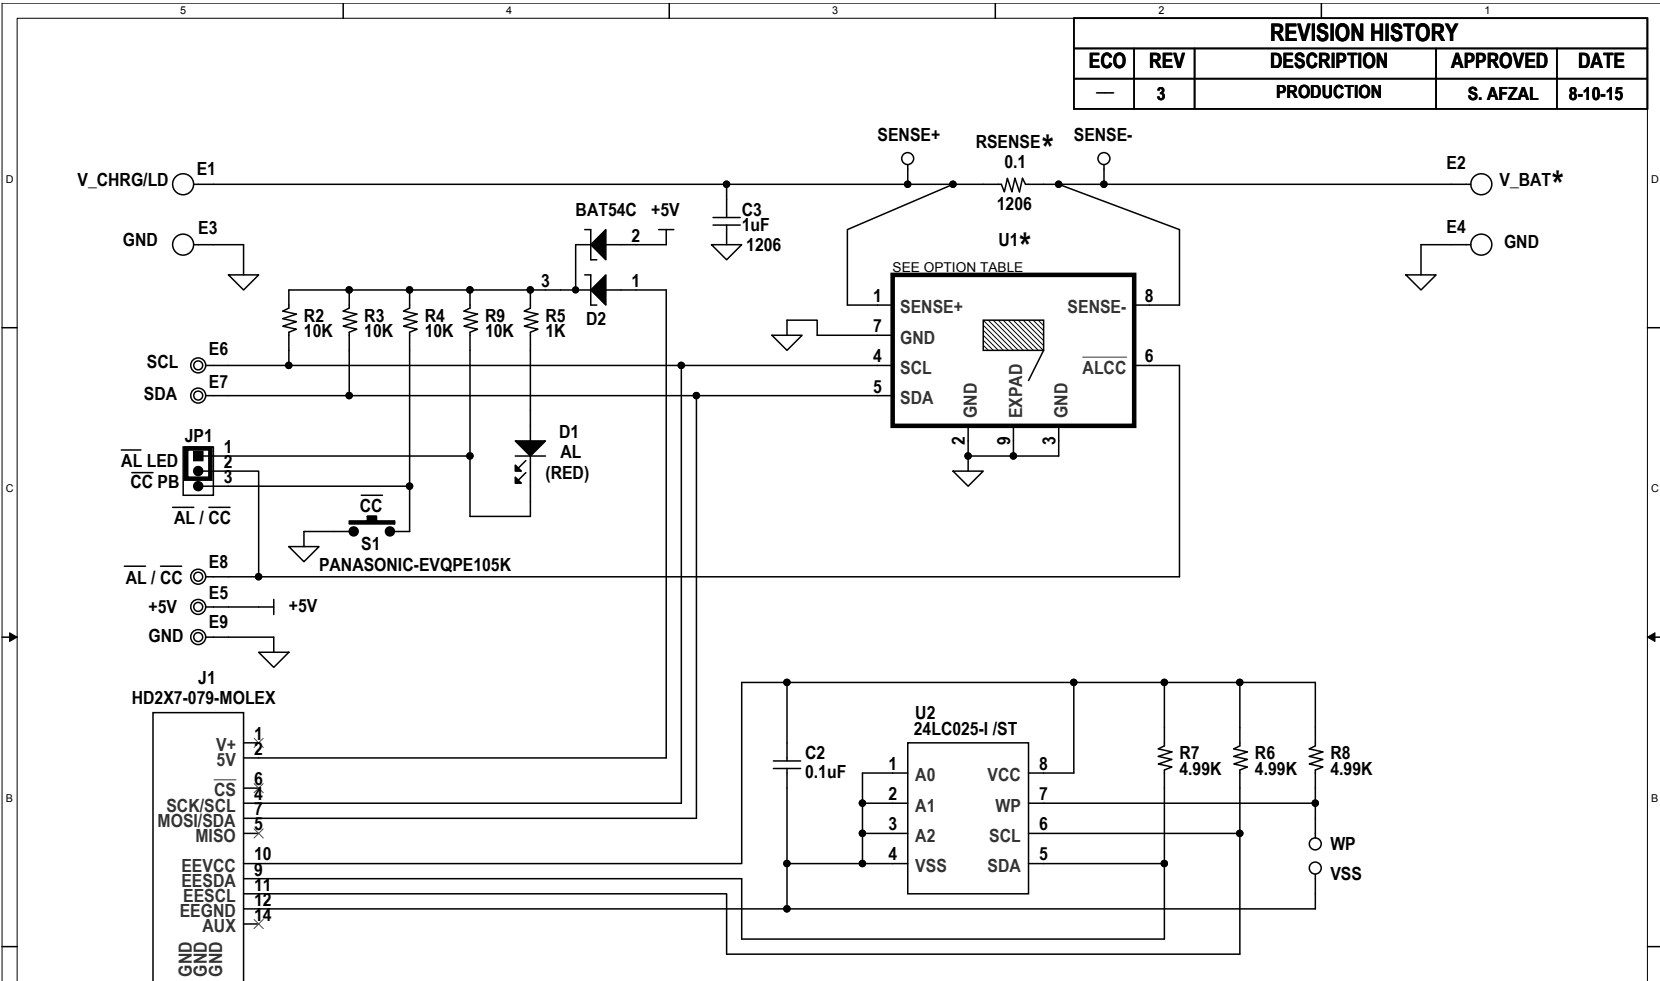 5 4 3 2 1
REVISION HISTORY
ECO REV DESCRIPTION APPROVED DATE
— 3 PRODUCTION S. AFZAL 8-10-15
D
D
V_CHRG/LD E1
GND E3
BAT54C +5V
2
3
1
D2
C3
1uF
1206
SENSE+
RSENSE*
0.1
1206
SENSE-
E2
V_BAT*
E4
GND
U1*
SEE OPTION TABLE
1 SENSE+
7 GND
4 SCL
5 SDA
SENSE- 8
ALCC 6
GND EXPAD GND
2 9 3
R2
10K
R3
10K
R4
10K
R9
10K
R5
1K
SCL E6
SDA E7
JP1
AL LED 1
2
CC PB 3
AL / CC
D1
AL
(RED)
CC
S1
PANASONIC-EVQPE105K
C
C
AL / CC E8
+5V E5 +5V
GND E9
J1
HD2X7-079-MOLEX
V+ 1
5V 2
CS 6
SCK/SCL 4
MOSI/SDA 7
MISO 5
EEVCC 10
EESDA 9
EESCL 11
EEGND 12
AUX 14
GND
GND
GND
B
B
C2
0.1uF
U2
24LC025-I /ST
1 A0 VCC 8
2 A1 WP 7
3 A2 SCL 6
4 VSS SDA 5
R7
4.99K
R6
4.99K
R8
4.99K
WP
VSS